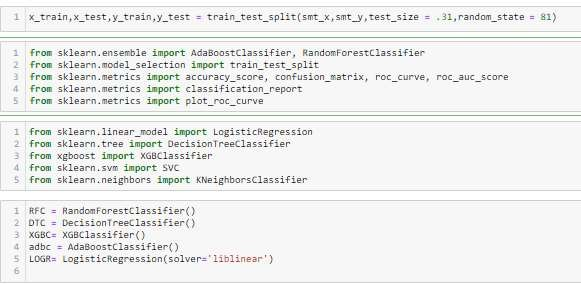 1 x_train,x_test,y_train,y_test = train_test_split(smt_x,smt_y,test_size = .31,random_state = 81)
1 from sklearn.ensemble import AdaBoostClassifier, RandomForestClassifier
2 from sklearn.model_selection import train_test_split
3 from sklearn.metrics import accuracy_score, confusion_matrix, roc_curve, roc_auc_score
4 from sklearn.metrics import classification_report
5 from sklearn.metrics import plot_roc_curve
1 from sklearn.linear_model import LogisticRegression
2 from sklearn.tree import DecisionTreeClassifier
3 from xgboost import XGBClassifier
4 from sklearn.svm import SVC
5 from sklearn.neighbors import KNeighborsClassifier
1 RFC = RandomForestClassifier()
2 DTC = DecisionTreeClassifier()
3 XGBC= XGBClassifier()
4 adbc = AdaBoostClassifier()
5 LOGR= LogisticRegression(solver='liblinear')
6